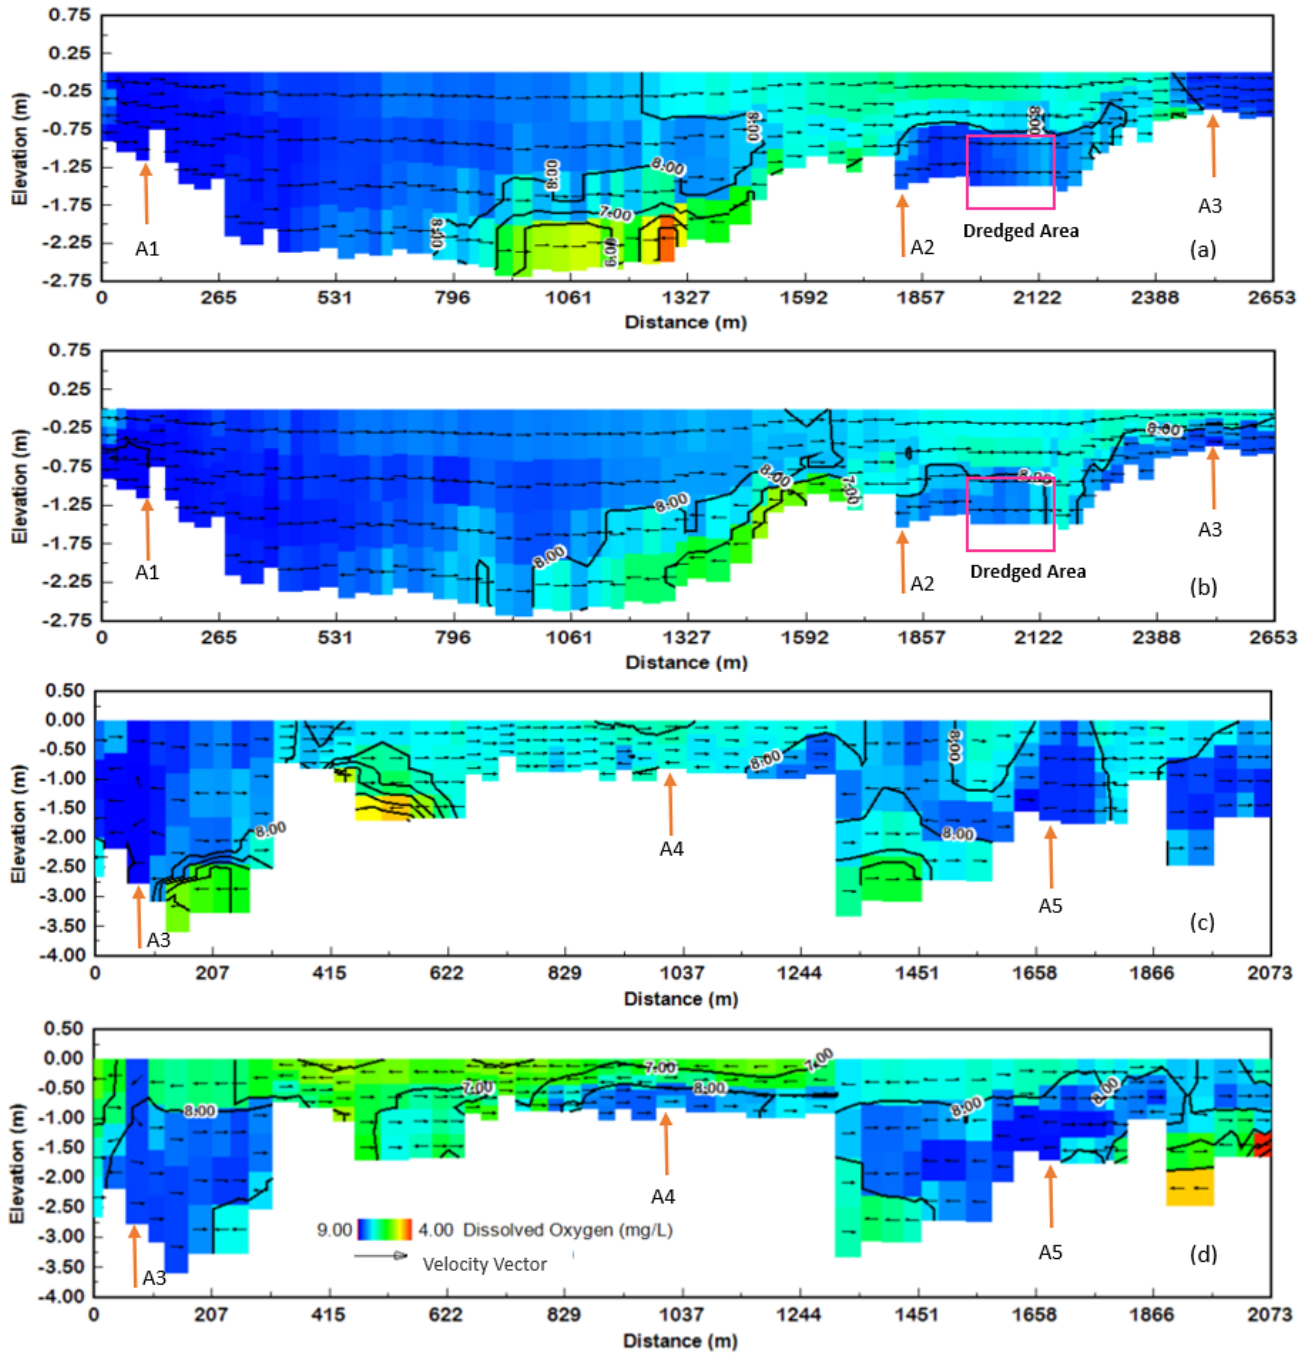 0.75
0.25
-0.25
-0.75
-1.25
-1.75
-2.25
-2.75
Elevation (m)
8.00
8.00
8.00
8.00
8.00
7.00
6.00
A1
A2
A3
Dredged Area
(a)
0 265 531 796 1061 1327 1592 1857 2122 2388 2653
Distance (m)
0.75
0.25
-0.25
-0.75
-1.25
-1.75
-2.25
-2.75
Elevation (m)
8.00
8.00
8.00
8.00
8.00
7.00
A1
A2
A3
Dredged Area
(b)
0 265 531 796 1061 1327 1592 1857 2122 2388 2653
Distance (m)
0.50
0.00
-0.50
-1.00
-1.50
-2.00
-2.50
-3.00
-3.50
-4.00
Elevation (m)
8.00
8.00
8.00
8.00
A3
A4
A5
(c)
0 207 415 622 829 1037 1244 1451 1658 1866 2073
Distance (m)
0.50
0.00
-0.50
-1.00
-1.50
-2.00
-2.50
-3.00
-3.50
-4.00
Elevation (m)
7.00
7.00
7.00
8.00
8.00
8.00
8.00
A3
A4
A5
9.00 4.00 Dissolved Oxygen (mg/L)
Velocity Vector
(d)
0 207 415 622 829 1037 1244 1451 1658 1866 2073
Distance (m)